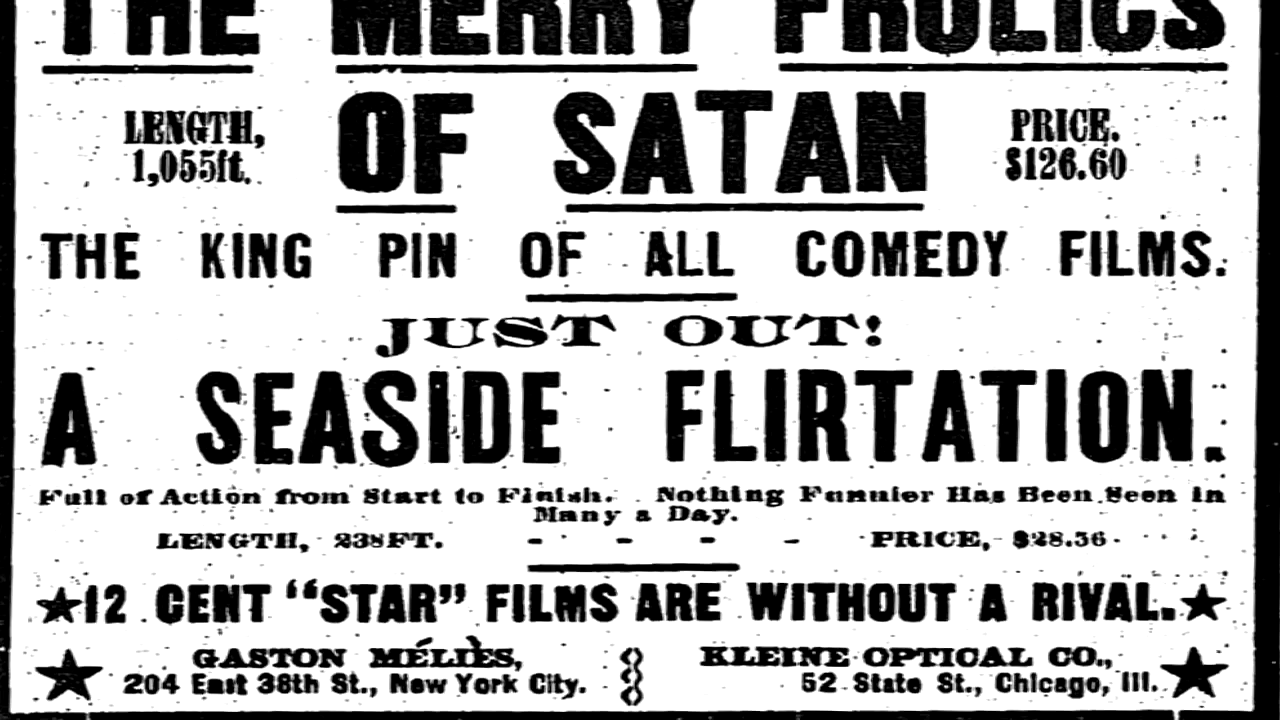 THE MERRY FROLICS
LENGTH,
1,055ft.
OF SATAN
PRICE.
$126.60
THE KING PIN OF ALL COMEDY FILMS.
JUST OUT!
A SEASIDE FLIRTATION.
Full of Action from Start to Finish. Nothing Funnier Has Been Seen in
Many a Day.
LENGTH, 238FT. - - - - PRICE, $28.56
★12 CENT “STAR” FILMS ARE WITHOUT A RIVAL.★
GASTON MÉLIÈS,
204 East 38th St., New York City.
KLEINE OPTICAL CO.,
52 State St., Chicago, Ill.